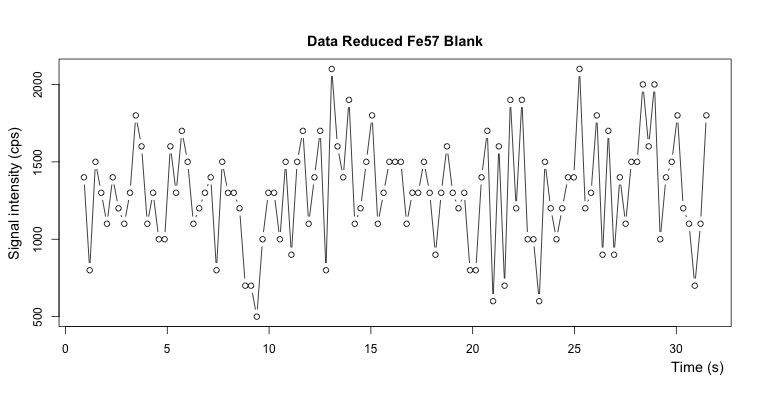 Data Reduced Fe57 Blank
Signal intensity (cps)
2000
1500
1000
500
0 5 10 15 20 25 30
Time (s)